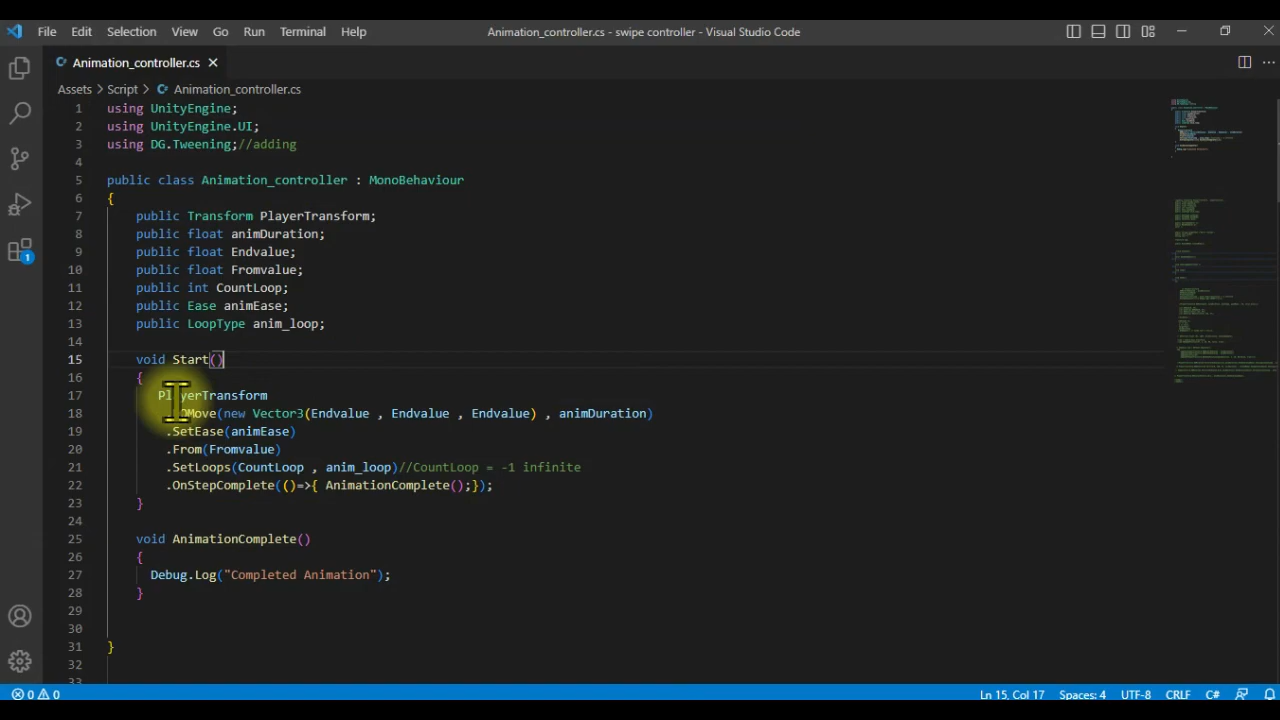 File Edit Selection View Go Run Terminal Help Animation_controller.cs - swipe controller - Visual Studio Code
Animation_controller.cs
Assets > Script > Animation_controller.cs
1 using UnityEngine;
2 using UnityEngine.UI;
3 using DG.Tweening;//adding
4
5 public class Animation_controller : MonoBehaviour
6 {
7 public Transform PlayerTransform;
8 public float animDuration;
9 public float Endvalue;
10 public float Fromvalue;
11 public int CountLoop;
12 public Ease animEase;
13 public LoopType anim_loop;
14
15 void Start()
16 {
17 PlayerTransform
18 .DOMove(new Vector3(Endvalue , Endvalue , Endvalue) , animDuration)
19 .SetEase(animEase)
20 .From(Fromvalue)
21 .SetLoops(CountLoop , anim_loop)//CountLoop = -1 infinite
22 .OnStepComplete(()=>{ AnimationComplete();});
23 }
24
25 void AnimationComplete()
26 {
27 Debug.Log("Completed Animation");
28 }
29
30
31 }
32
33
1
0 0 Ln 15, Col 17 Spaces: 4 UTF-8 CRLF C#